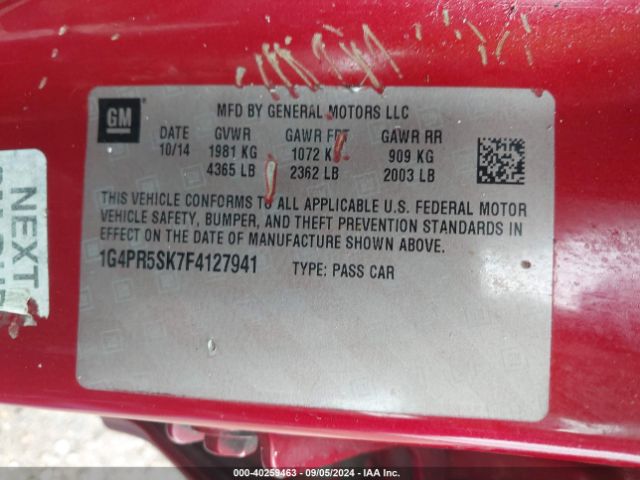 GM
MFD BY GENERAL MOTORS LLC
DATE GVWR GAWR FRT GAWR RR
10/14 1981 KG 1072 KG 909 KG
4365 LB 2362 LB 2003 LB
THIS VEHICLE CONFORMS TO ALL APPLICABLE U.S. FEDERAL MOTOR
VEHICLE SAFETY, BUMPER, AND THEFT PREVENTION STANDARDS IN
EFFECT ON THE DATE OF MANUFACTURE SHOWN ABOVE.
1G4PR5SK7F4127941 TYPE: PASS CAR
NEXT
000-40259463 - 09/05/2024 - IAA Inc.